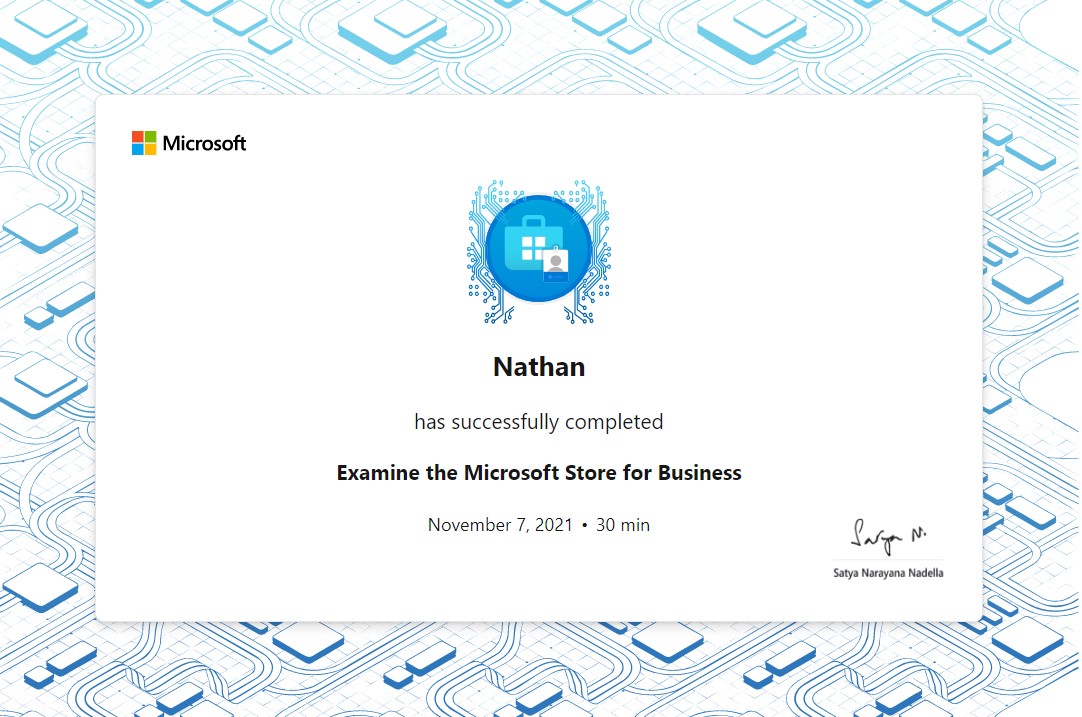 Microsoft
Nathan
has successfully completed
Examine the Microsoft Store for Business
November 7, 2021 • 30 min
Satya N.
Satya Narayana Nadella